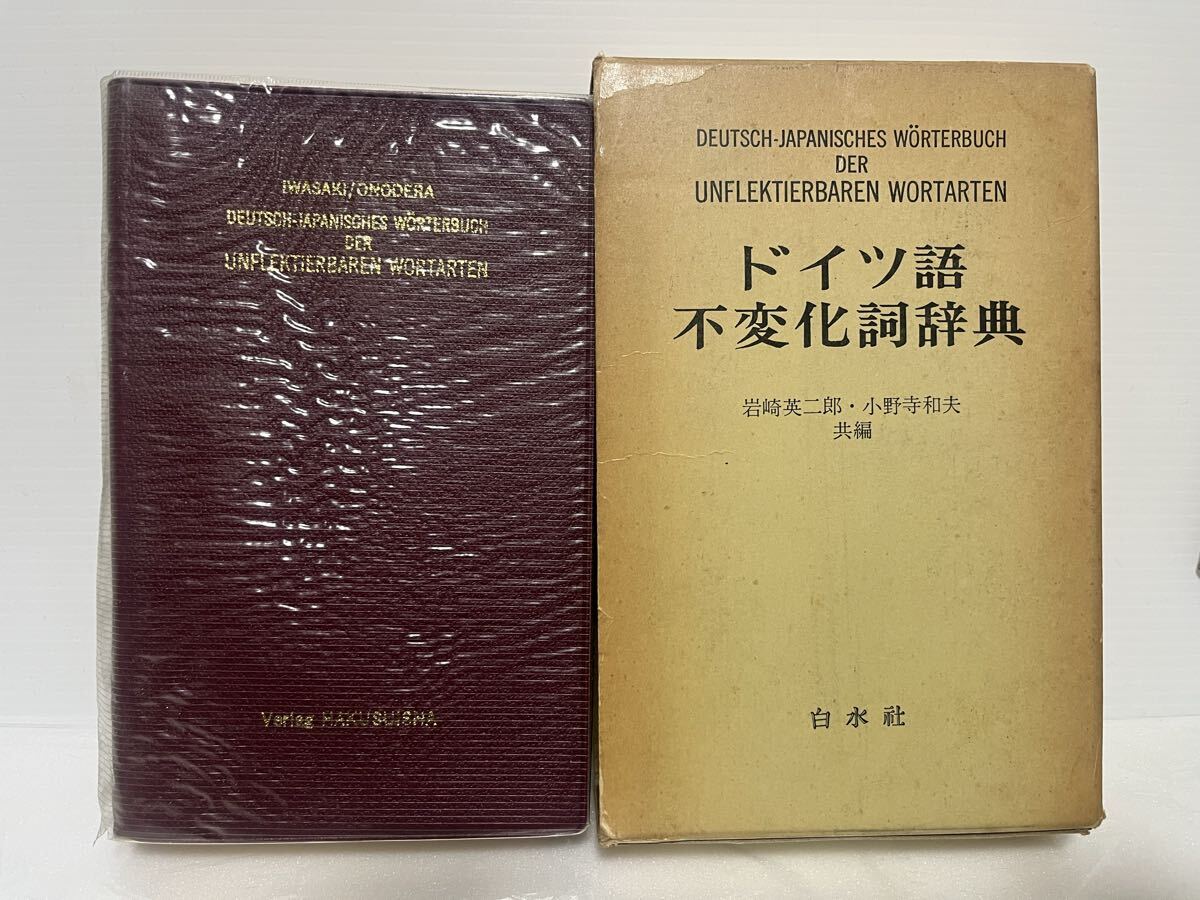 IWASAKI/ONODERA
DEUTSCH-JAPANISCHES WÖRTERBUCH
DER
UNFLEKTIERBAREN WORTARTEN
Verlag HAKUSUISHA
DEUTSCH-JAPANISCHES WÖRTERBUCH
DER
UNFLEKTIERBAREN WORTARTEN
ドイツ語
不変化詞辞典
岩崎英二郎・小野寺和夫
共編
白水社